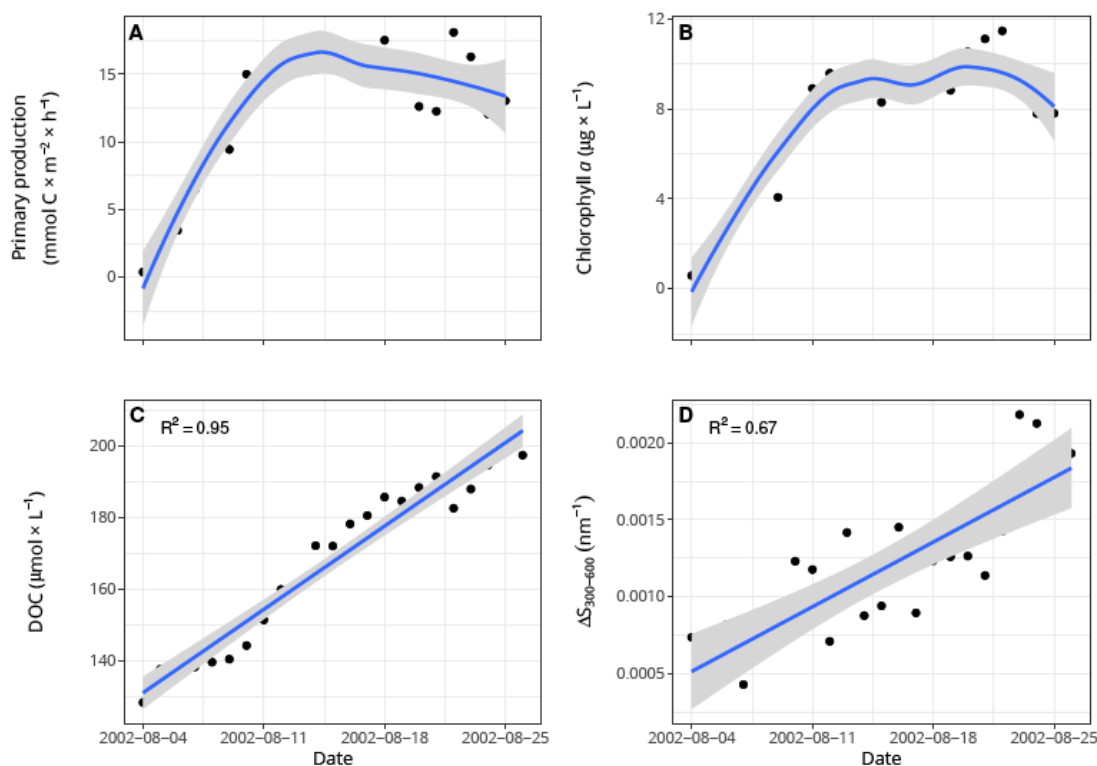 A
Primary production
(mmol C × m⁻² × h⁻¹)
15
10
5
0
B
Chlorophyll a (µg × L⁻¹)
12
8
4
0
C
R² = 0.95
DOC (µmol × L⁻¹)
200
180
160
140
2002−08−04 2002−08−11 2002−08−18 2002−08−25
Date
D
R² = 0.67
ΔS₃₀₀₋₆₀₀ (nm⁻¹)
0.0020
0.0015
0.0010
0.0005
2002−08−04 2002−08−11 2002−08−18 2002−08−25
Date